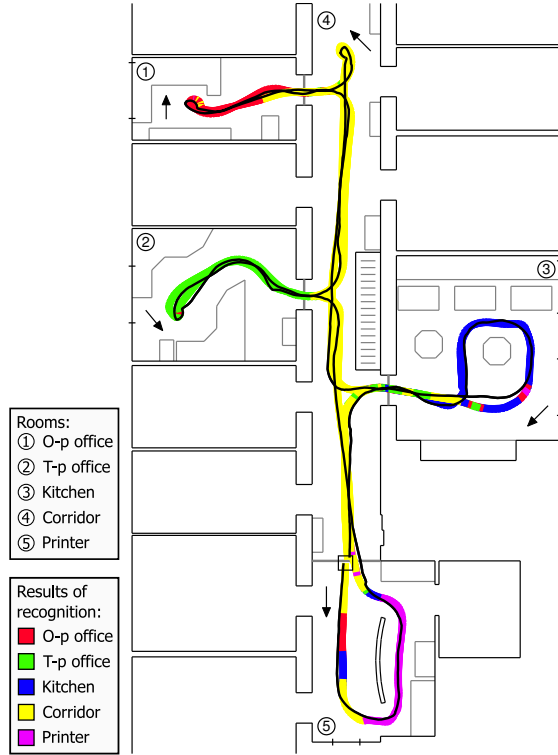 ④
①
②
③
Rooms:
① O-p office
② T-p office
③ Kitchen
④ Corridor
⑤ Printer
Results of
recognition:
O-p office
T-p office
Kitchen
Corridor
Printer
⑤